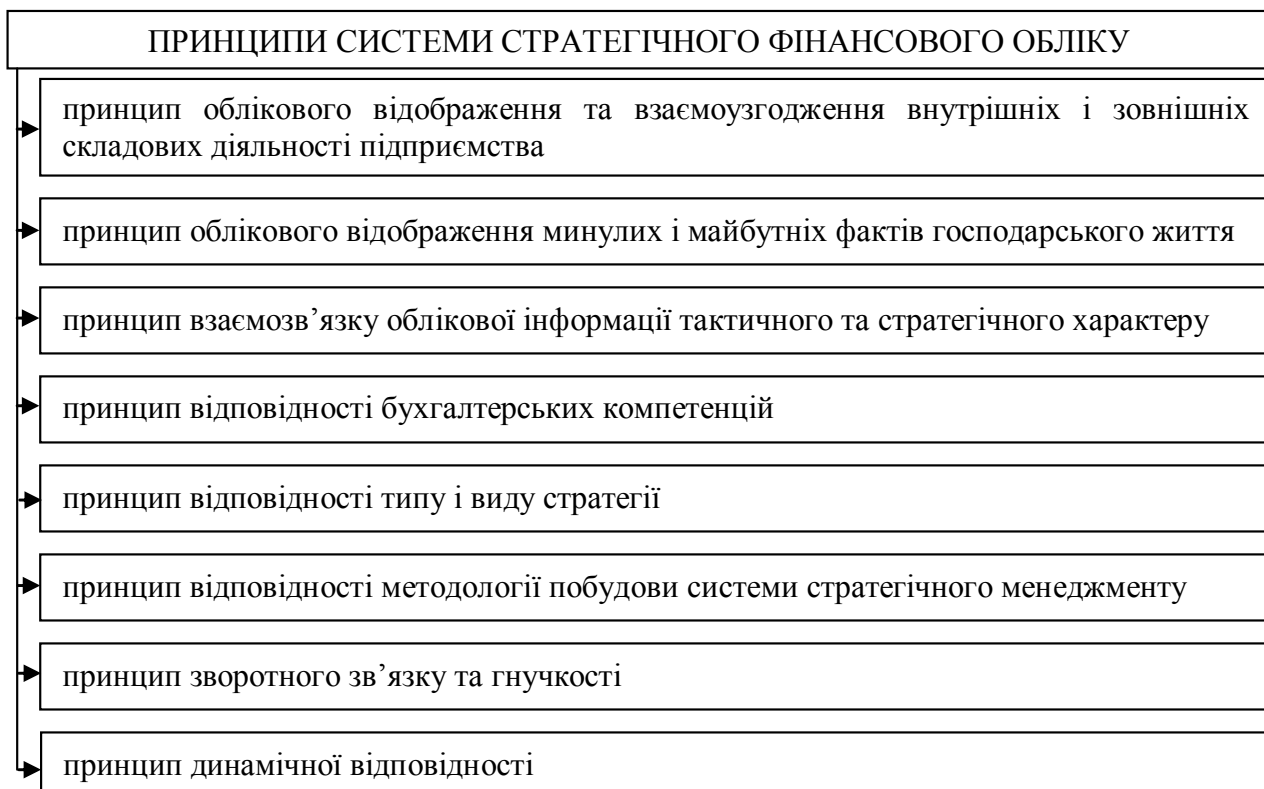 ПРИНЦИПИ СИСТЕМИ СТРАТЕГІЧНОГО ФІНАНСОВОГО ОБЛІКУ
принцип облікового відображення та взаємоузгодження внутрішніх і зовнішніх
складових діяльності підприємства
принцип облікового відображення минулих і майбутніх фактів господарського життя
принцип взаємозв’язку облікової інформації тактичного та стратегічного характеру
принцип відповідності бухгалтерських компетенцій
принцип відповідності типу і виду стратегії
принцип відповідності методології побудови системи стратегічного менеджменту
принцип зворотного зв’язку та гнучкості
принцип динамічної відповідності